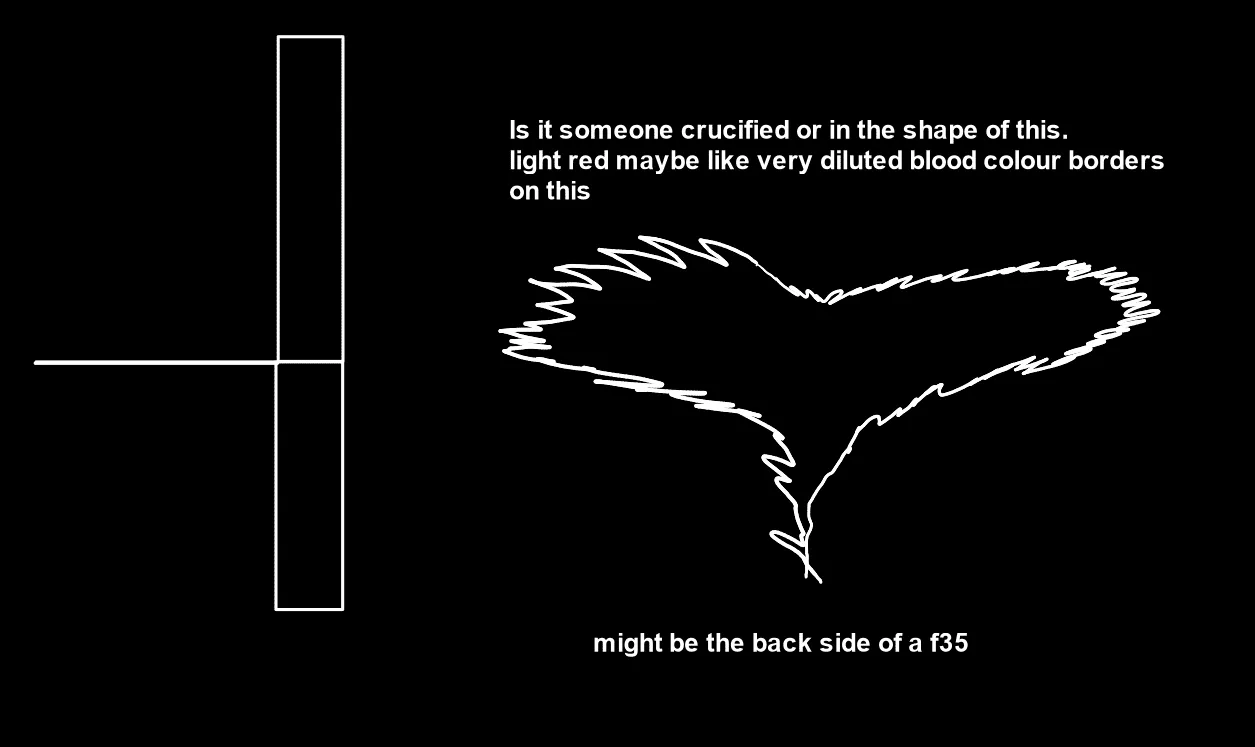 Is it someone crucified or in the shape of this.
light red maybe like very diluted blood colour borders
on this
might be the back side of a f35